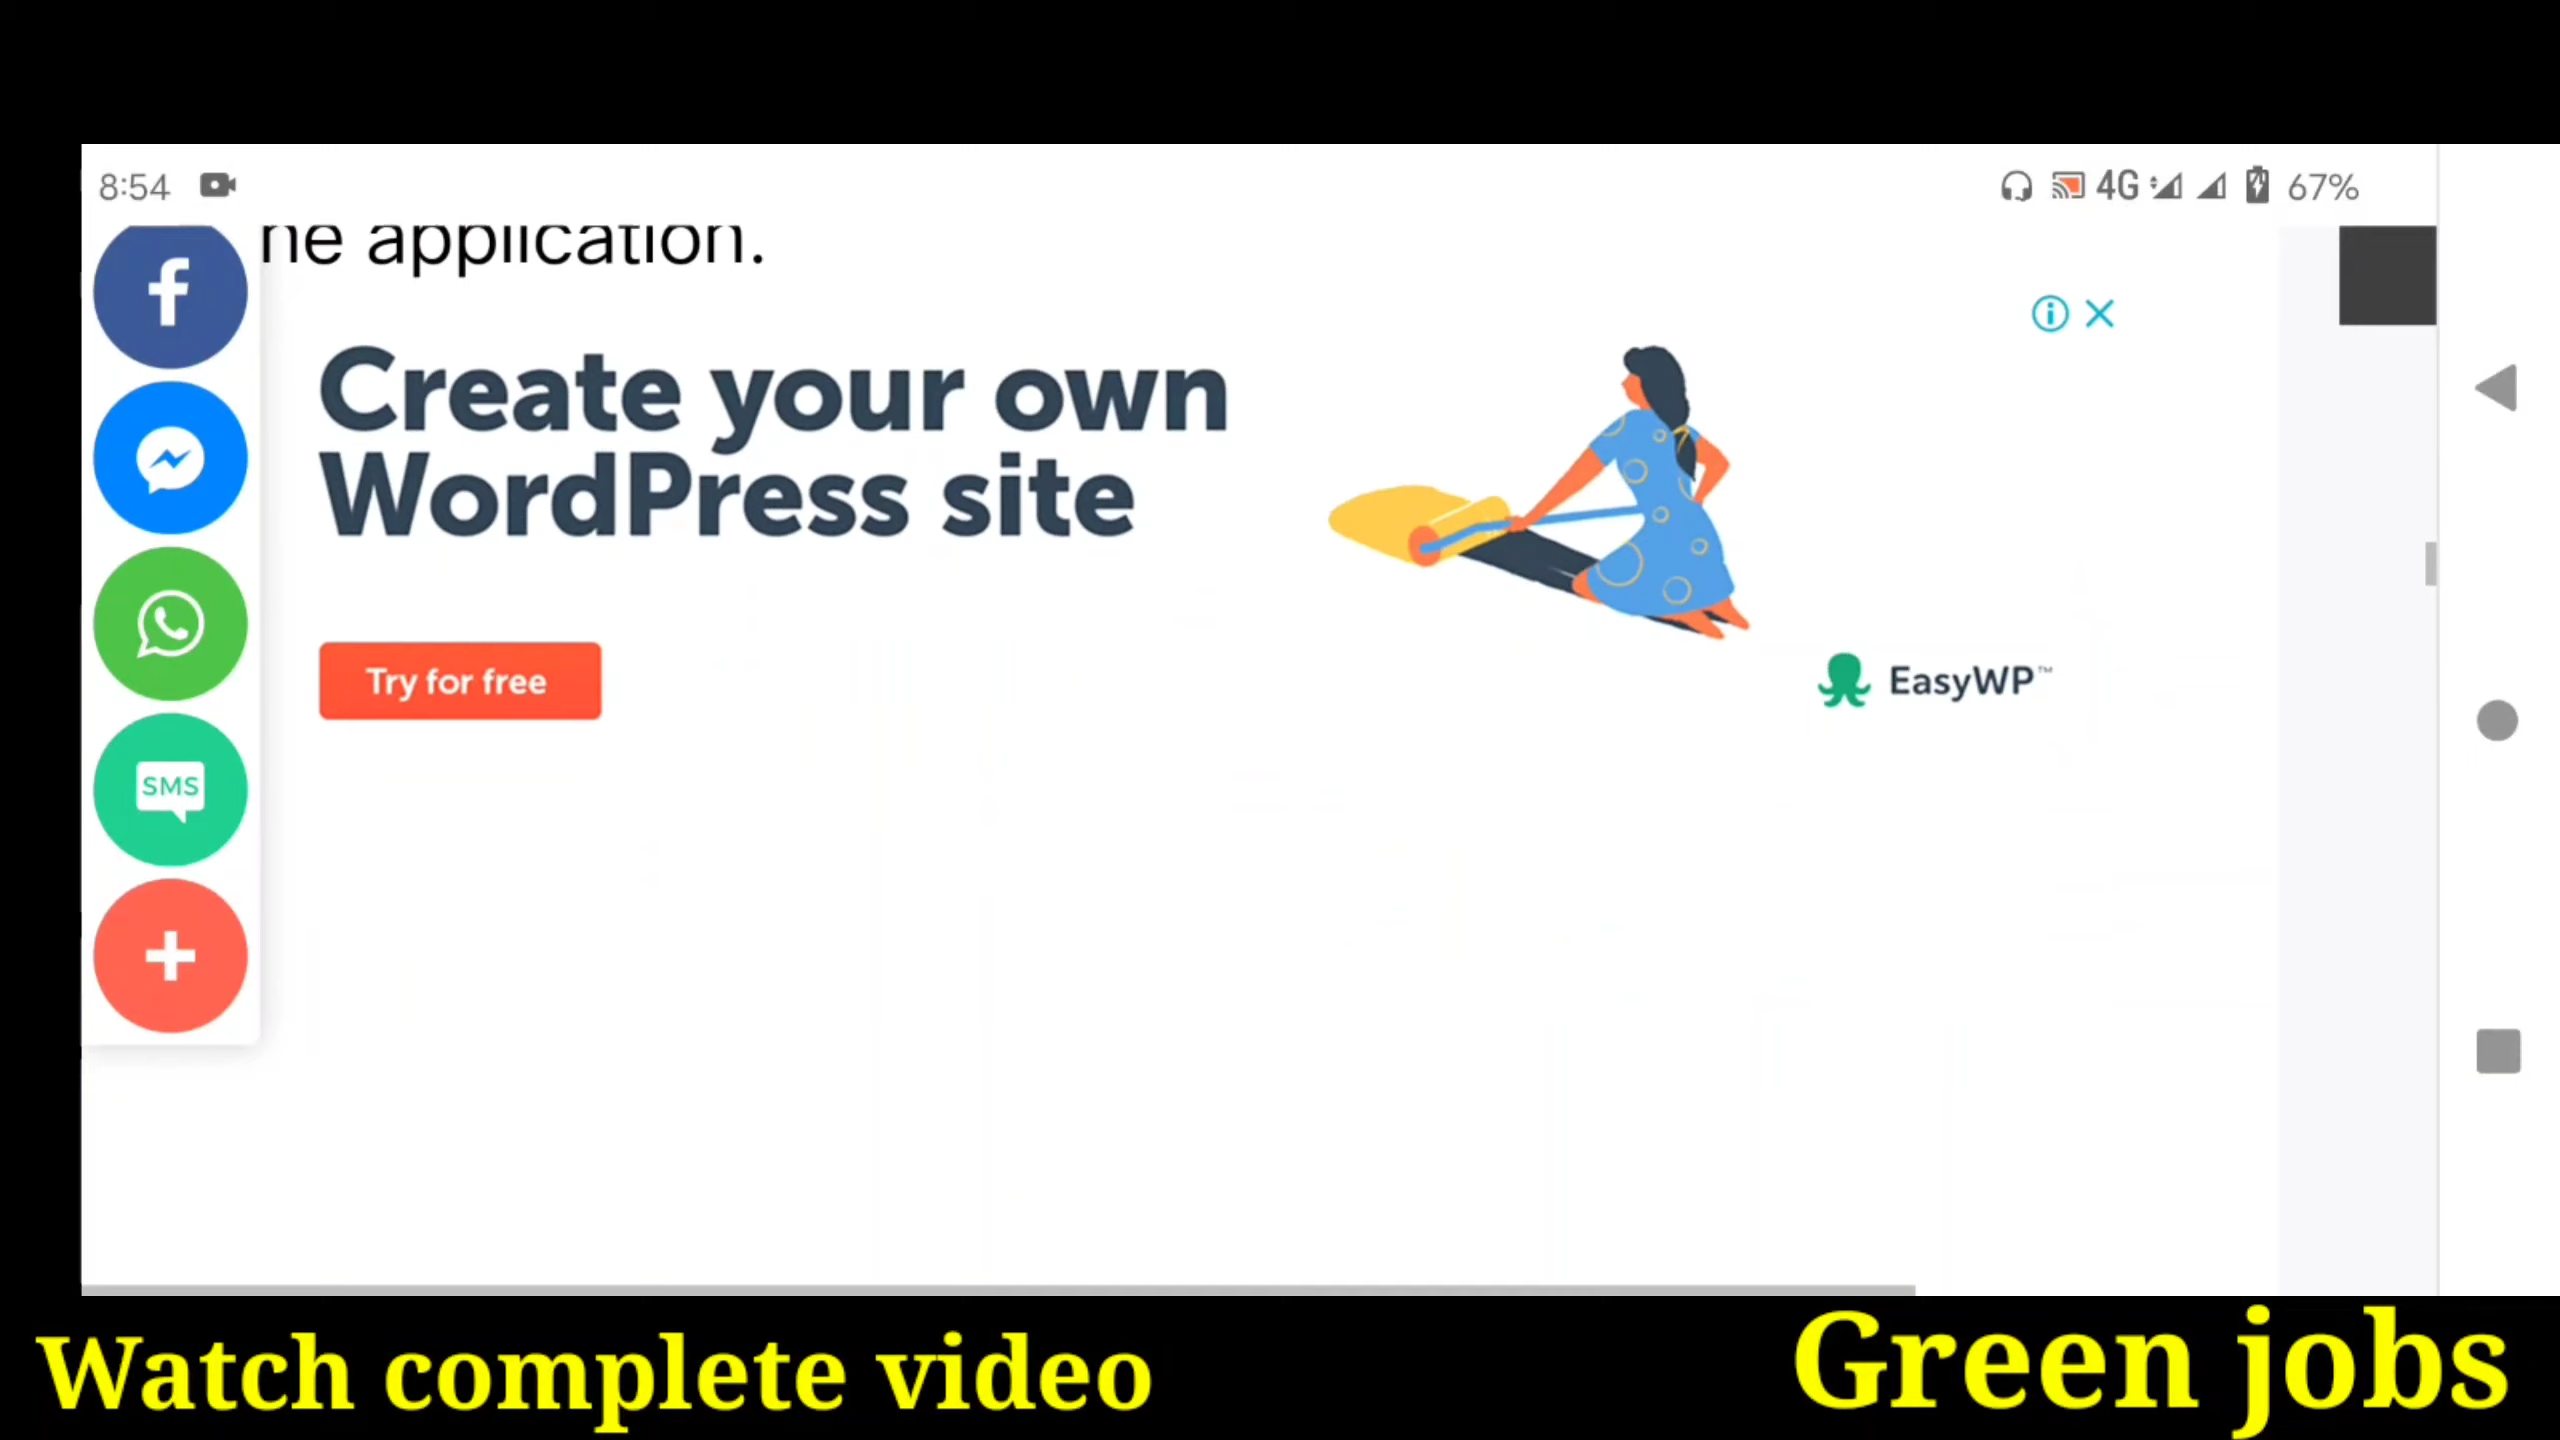 8:54
4G 67%
he application.
Create your own
WordPress site
Try for free
EasyWP™
SMS
Watch complete video
Green jobs